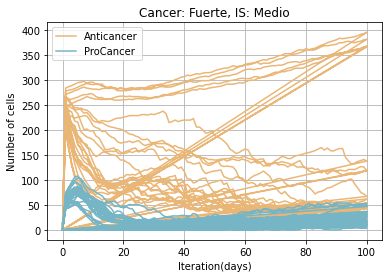 Cancer: Fuerte, IS: Medio
Anticancer
ProCancer
Number of cells
400
350
300
250
200
150
100
50
0
0 20 40 60 80 100
Iteration(days)